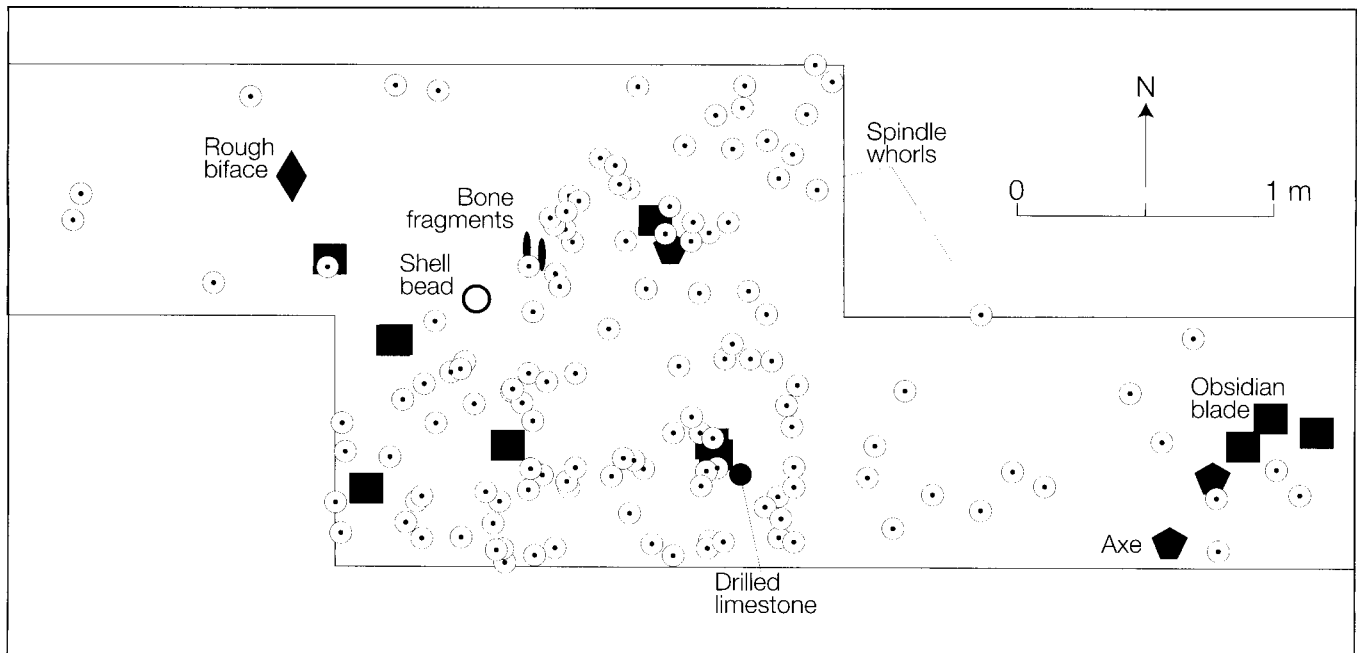 N
Spindle
whorls
0 1 m
Rough
biface
Bone
fragments
Shell
bead
Obsidian
blade
Axe
Drilled
limestone